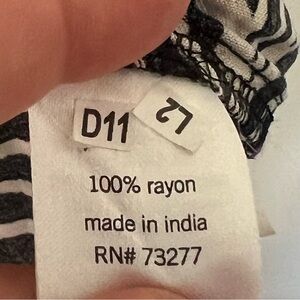 D11
L2
100% rayon
made in india
RN# 73277